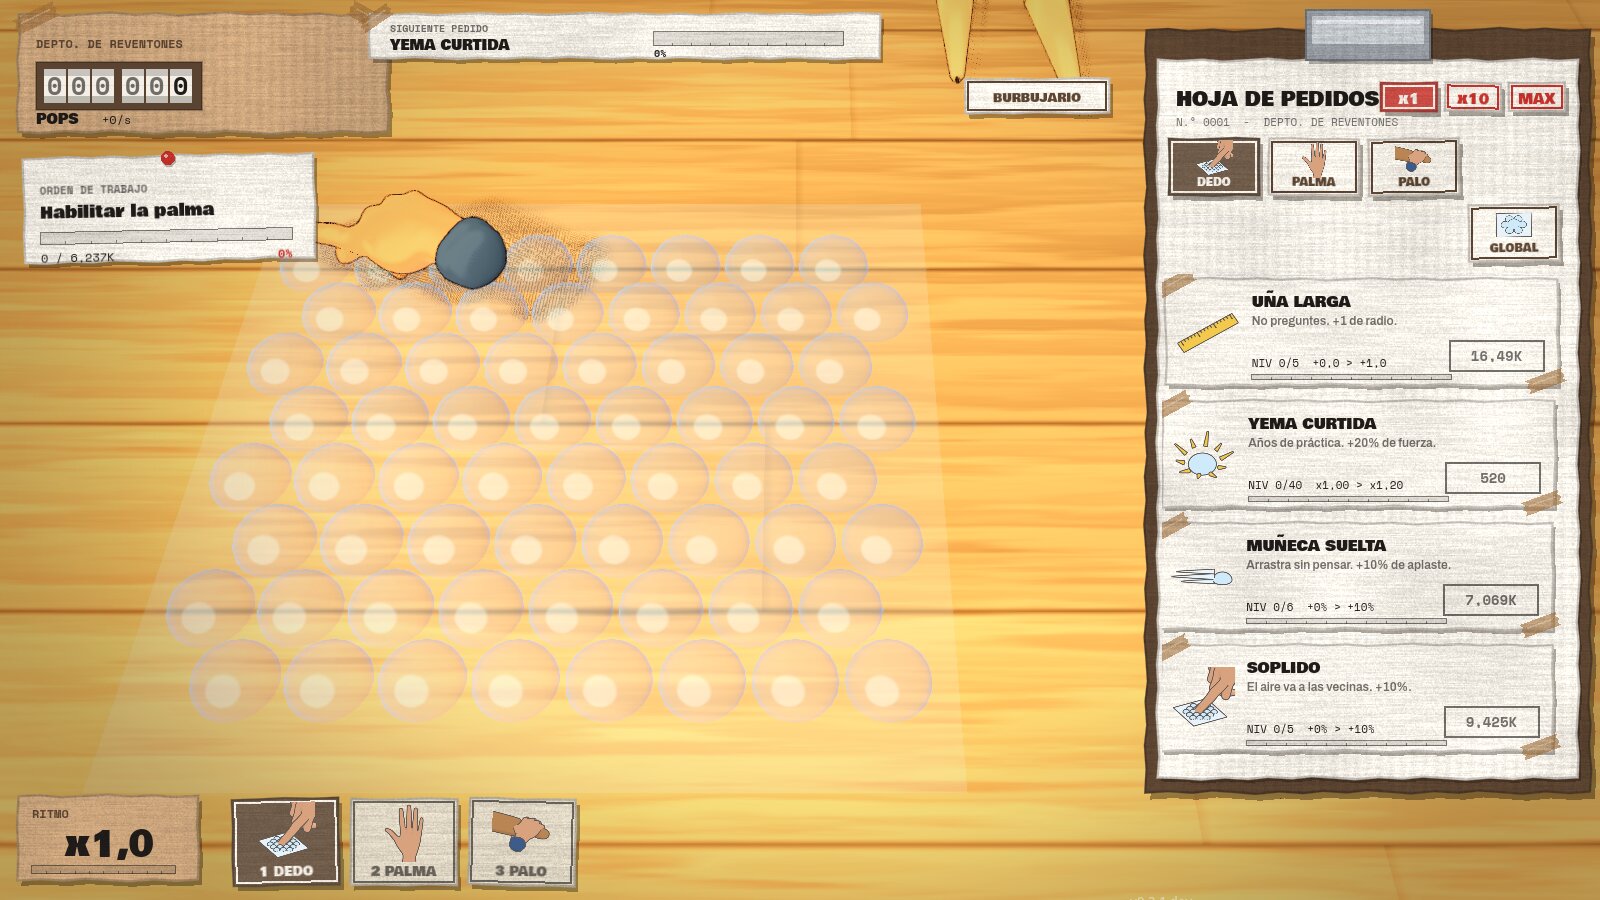 DEPTO. DE REVENTONES
000000
POPS +0/s
SIGUIENTE PEDIDO
YEMA CURTIDA
0%
BURBUJARIO
ORDEN DE TRABAJO
Habilitar la palma
0 / 6,237K 0%
HOJA DE PEDIDOS x1 x10 MAX
N.° 0001 - DEPTO. DE REVENTONES
DEDO PALMA PALO
GLOBAL
UÑA LARGA
No preguntes. +1 de radio.
NIV 0/5 +0,0 > +1,0 16,49K
YEMA CURTIDA
Años de práctica. +20% de fuerza.
NIV 0/40 x1,00 > x1,20 520
MUÑECA SUELTA
Arrastra sin pensar. +10% de aplaste.
NIV 0/6 +0% > +10% 7,069K
SOPLIDO
El aire va a las vecinas. +10%.
NIV 0/5 +0% > +10% 9,425K
RITMO
x1,0
1 DEDO 2 PALMA 3 PALO